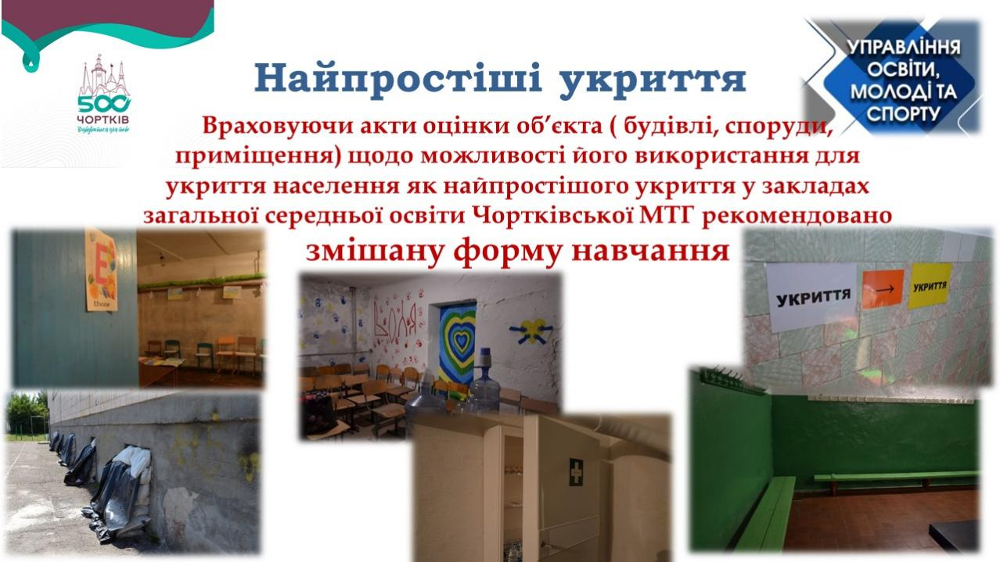 500
ЧОРТКІВ
Найпростіші укриття
УПРАВЛІННЯ
ОСВІТИ,
МОЛОДІ ТА
СПОРТУ
Враховуючи акти оцінки об’єкта ( будівлі, споруди,
приміщення) щодо можливості його використання для
укриття населення як найпростішого укриття у закладах
загальної середньої освіти Чортківської МТГ рекомендовано
змішану форму навчання
Е
Воля
УКРИТТЯ
→
УКРИТТЯ